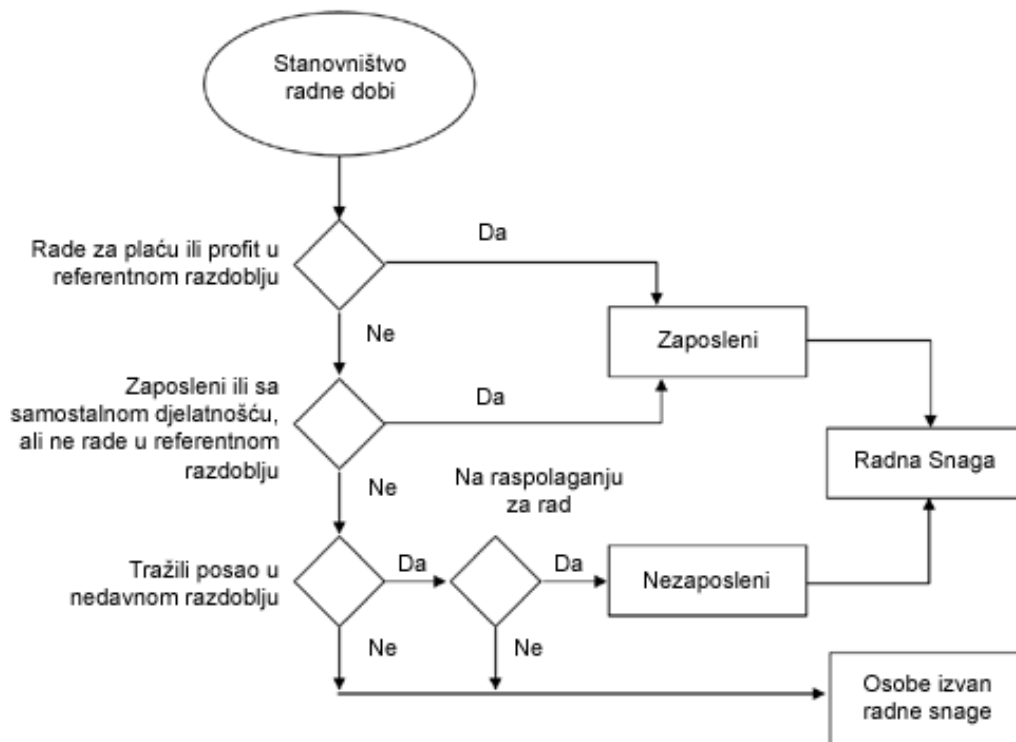 Stanovništvo
radne dobi
Rade za plaću ili profit u
referentnom razdoblju
Da
Ne
Zaposleni
Zaposleni ili sa
samostalnom djelatnošću,
ali ne rade u referentnom
razdoblju
Da
Ne
Radna Snaga
Na raspolaganju
za rad
Tražili posao u
nedavnom razdoblju
Da
Da
Nezaposleni
Ne
Ne
Osobe izvan
radne snage